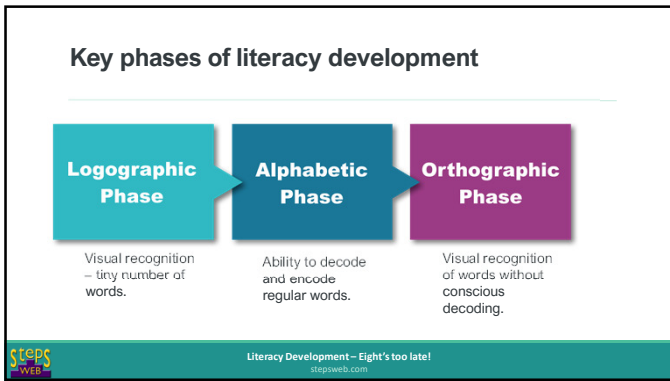 Key phases of literacy development
Logographic
Phase
Alphabetic
Phase
Orthographic
Phase
Visual recognition
– tiny number of
words.
Ability to decode
and encode
regular words.
Visual recognition
of words without
conscious
decoding.
StepS
WEB
Literacy Development – Eight's too late!
stepsweb.com